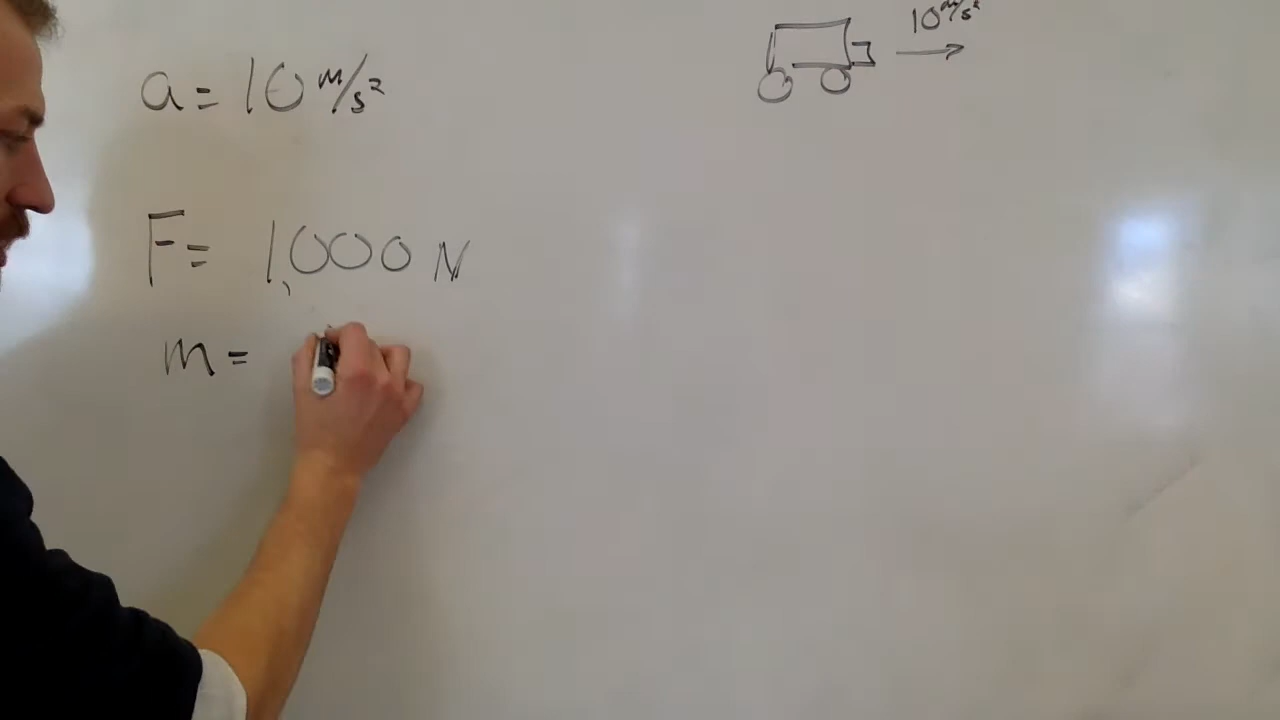 a = 10 m/s²
10 m/s²
F = 1,000 N
m =